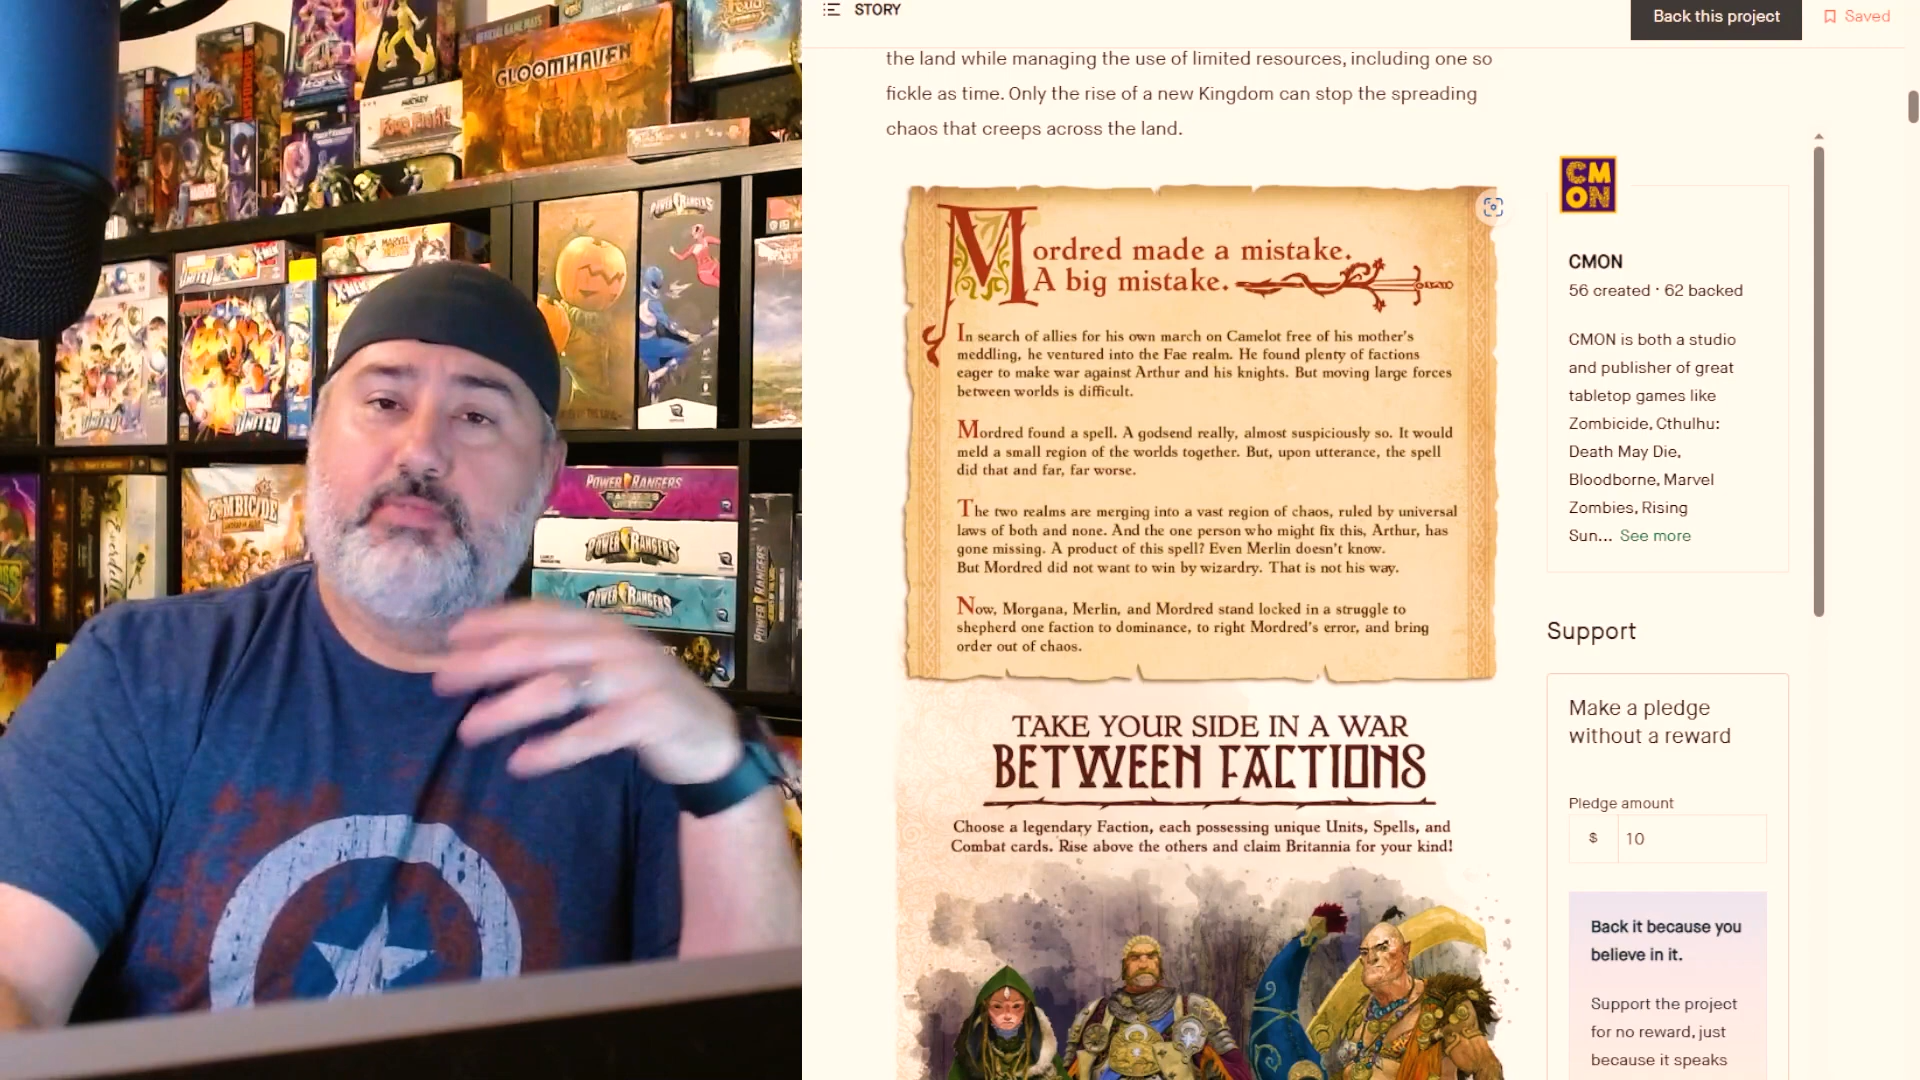 GLOOMHAVEN
MICKEY
POWER RANGERS
MARVEL
UNITED
X-MEN
UNITED
UNITED
ZOMBICIDE
Everdell
POWER RANGERS
POWER RANGERS
POWER RANGERS
POWER RANGERS
STORY
Back this project
Saved
the land while managing the use of limited resources, including one so
fickle as time. Only the rise of a new Kingdom can stop the spreading
chaos that creeps across the land.
Mordred made a mistake.
A big mistake.
In search of allies for his own march on Camelot free of his mother's
meddling, he ventured into the Fae realm. He found plenty of factions
eager to make war against Arthur and his knights. But moving large forces
between worlds is difficult.
Mordred found a spell. A godsend really, almost suspiciously so. It would
meld a small region of the worlds together. But, upon utterance, the spell
did that and far, far worse.
The two realms are merging into a vast region of chaos, ruled by universal
laws of both and none. And the one person who might fix this, Arthur, has
gone missing. A product of this spell? Even Merlin doesn't know.
But Mordred did not want to win by wizardry. That is not his way.
Now, Morgana, Merlin, and Mordred stand locked in a struggle to
shepherd one faction to dominance, to right Mordred's error, and bring
order out of chaos.
TAKE YOUR SIDE IN A WAR
BETWEEN FACTIONS
Choose a legendary Faction, each possessing unique Units, Spells, and
Combat cards. Rise above the others and claim Britannia for your kind!
CM
ON
CMON
56 created · 62 backed
CMON is both a studio
and publisher of great
tabletop games like
Zombicide, Cthulhu:
Death May Die,
Bloodborne, Marvel
Zombies, Rising
Sun... See more
Support
Make a pledge
without a reward
Pledge amount
$ 10
Back it because you
believe in it.
Support the project
for no reward, just
because it speaks